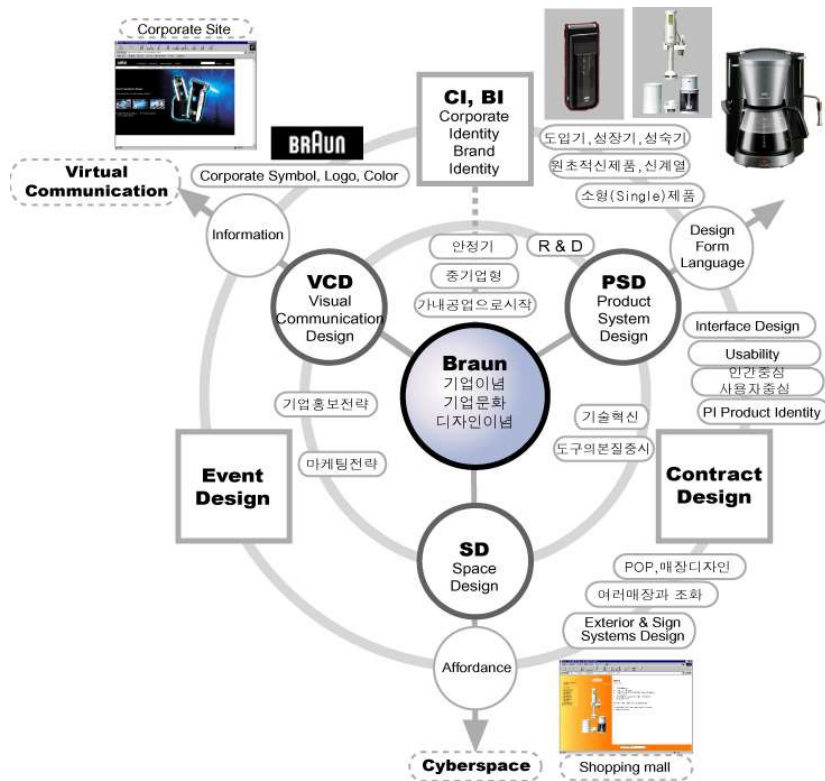 Corporate Site
BRAUN
Virtual
Communication
Corporate Symbol, Logo, Color
Information
CI, BI
Corporate
Identity
Brand
Identity
도입기,성장기,성숙기
원초적신제품,신계열
소형(Single)제품
Design
Form
Language
안정기
R & D
중기업형
가내공업으로시작
VCD
Visual
Communication
Design
PSD
Product
System
Design
Interface Design
Usability
인간중심
사용자중심
PI Product Identity
Braun
기업이념
기업문화
디자인이념
기업홍보전략
마케팅전략
기술혁신
도구의본질중시
Event
Design
Contract
Design
SD
Space
Design
POP,매장디자인
여러매장과 조화
Exterior & Sign
Systems Design
Affordance
Cyberspace
Shopping mall